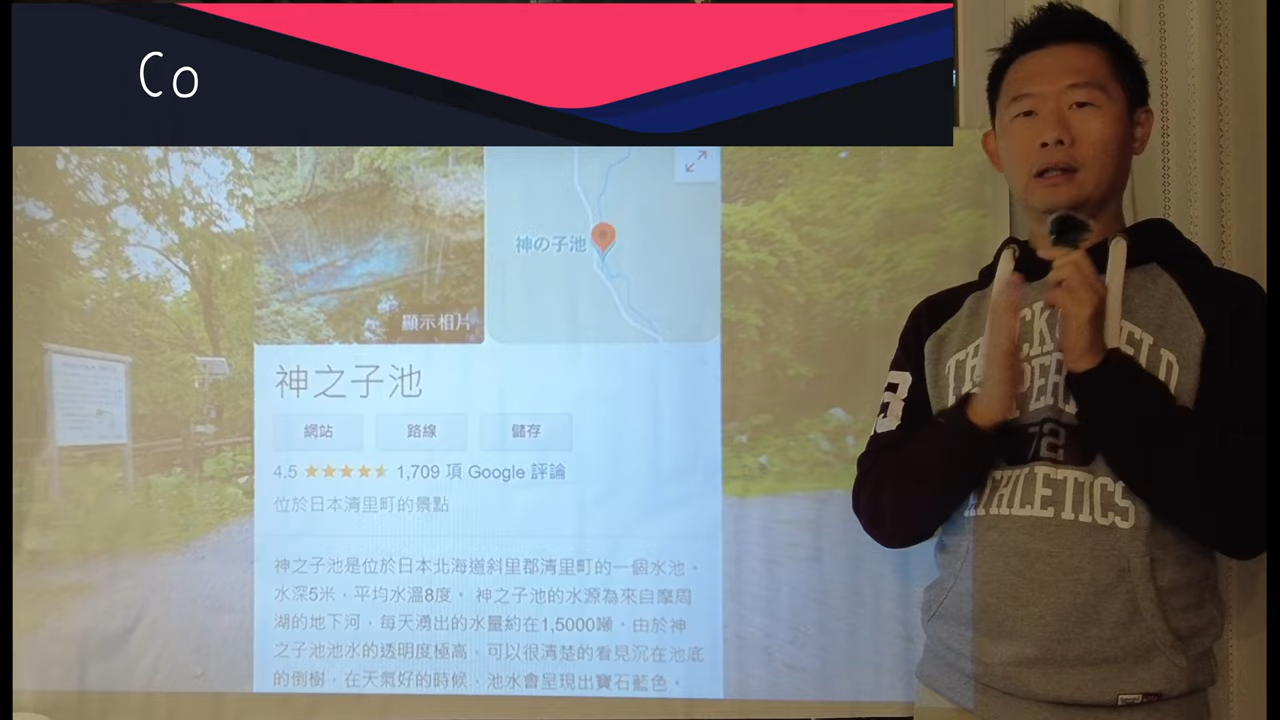 Co
神の子池
顯示相片
神之子池
網站
路線
儲存
4.5 1,709 項 Google 評論
位於日本清里町的景點
神之子池是位於日本北海道斜里郡清里町的一個水池。
水深5米，平均水溫8度。 神之子池的水源為來自摩周
湖的地下河，每天湧出的水量約在1,5000噸。由於神
之子池池水的透明度極高，可以很清楚的看見沉在池底
的倒樹，在天氣好的時候，池水會呈現出寶石藍色。
ATHLETICS